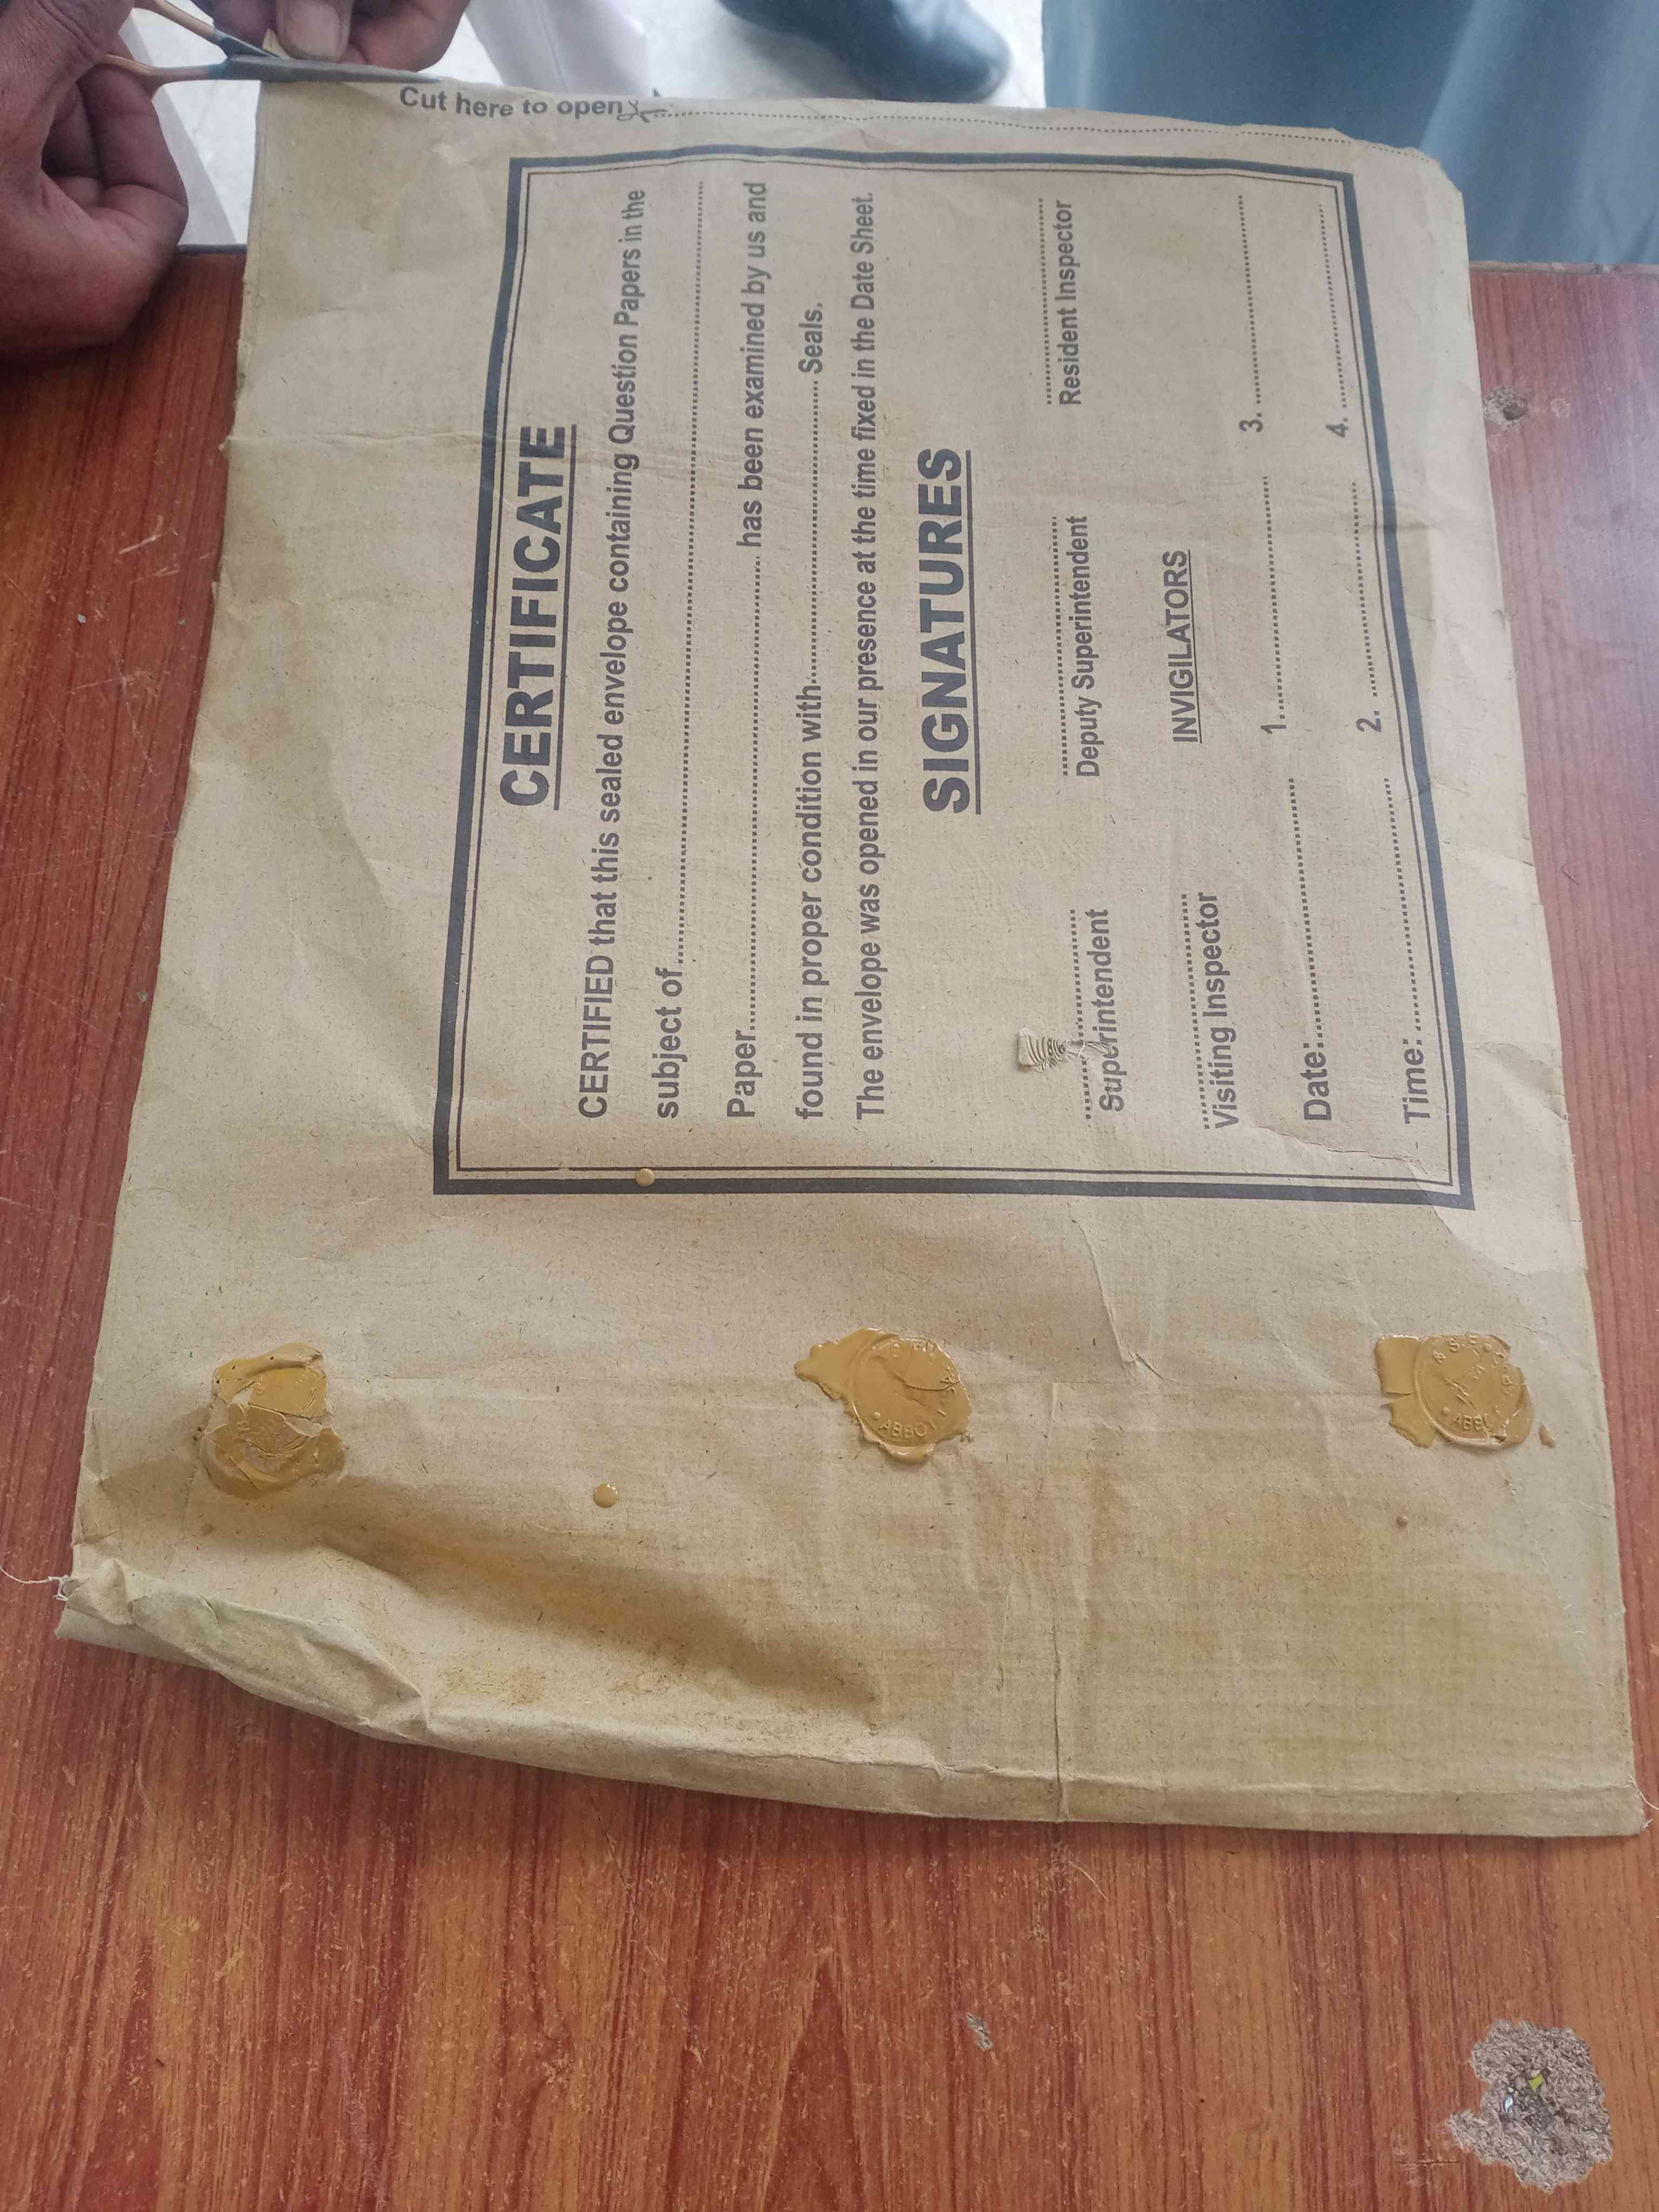 Cut here to open
CERTIFICATE
CERTIFIED that this sealed envelope containing Question Papers in the
subject of
Paper has been examined by us and
found in proper condition with Seals.
The envelope was opened in our presence at the time fixed in the Date Sheet.
SIGNATURES
Superintendent Deputy Superintendent Resident Inspector
Visiting Inspector INVIGILATORS
Date: 1. 3.
Time: 2. 4.